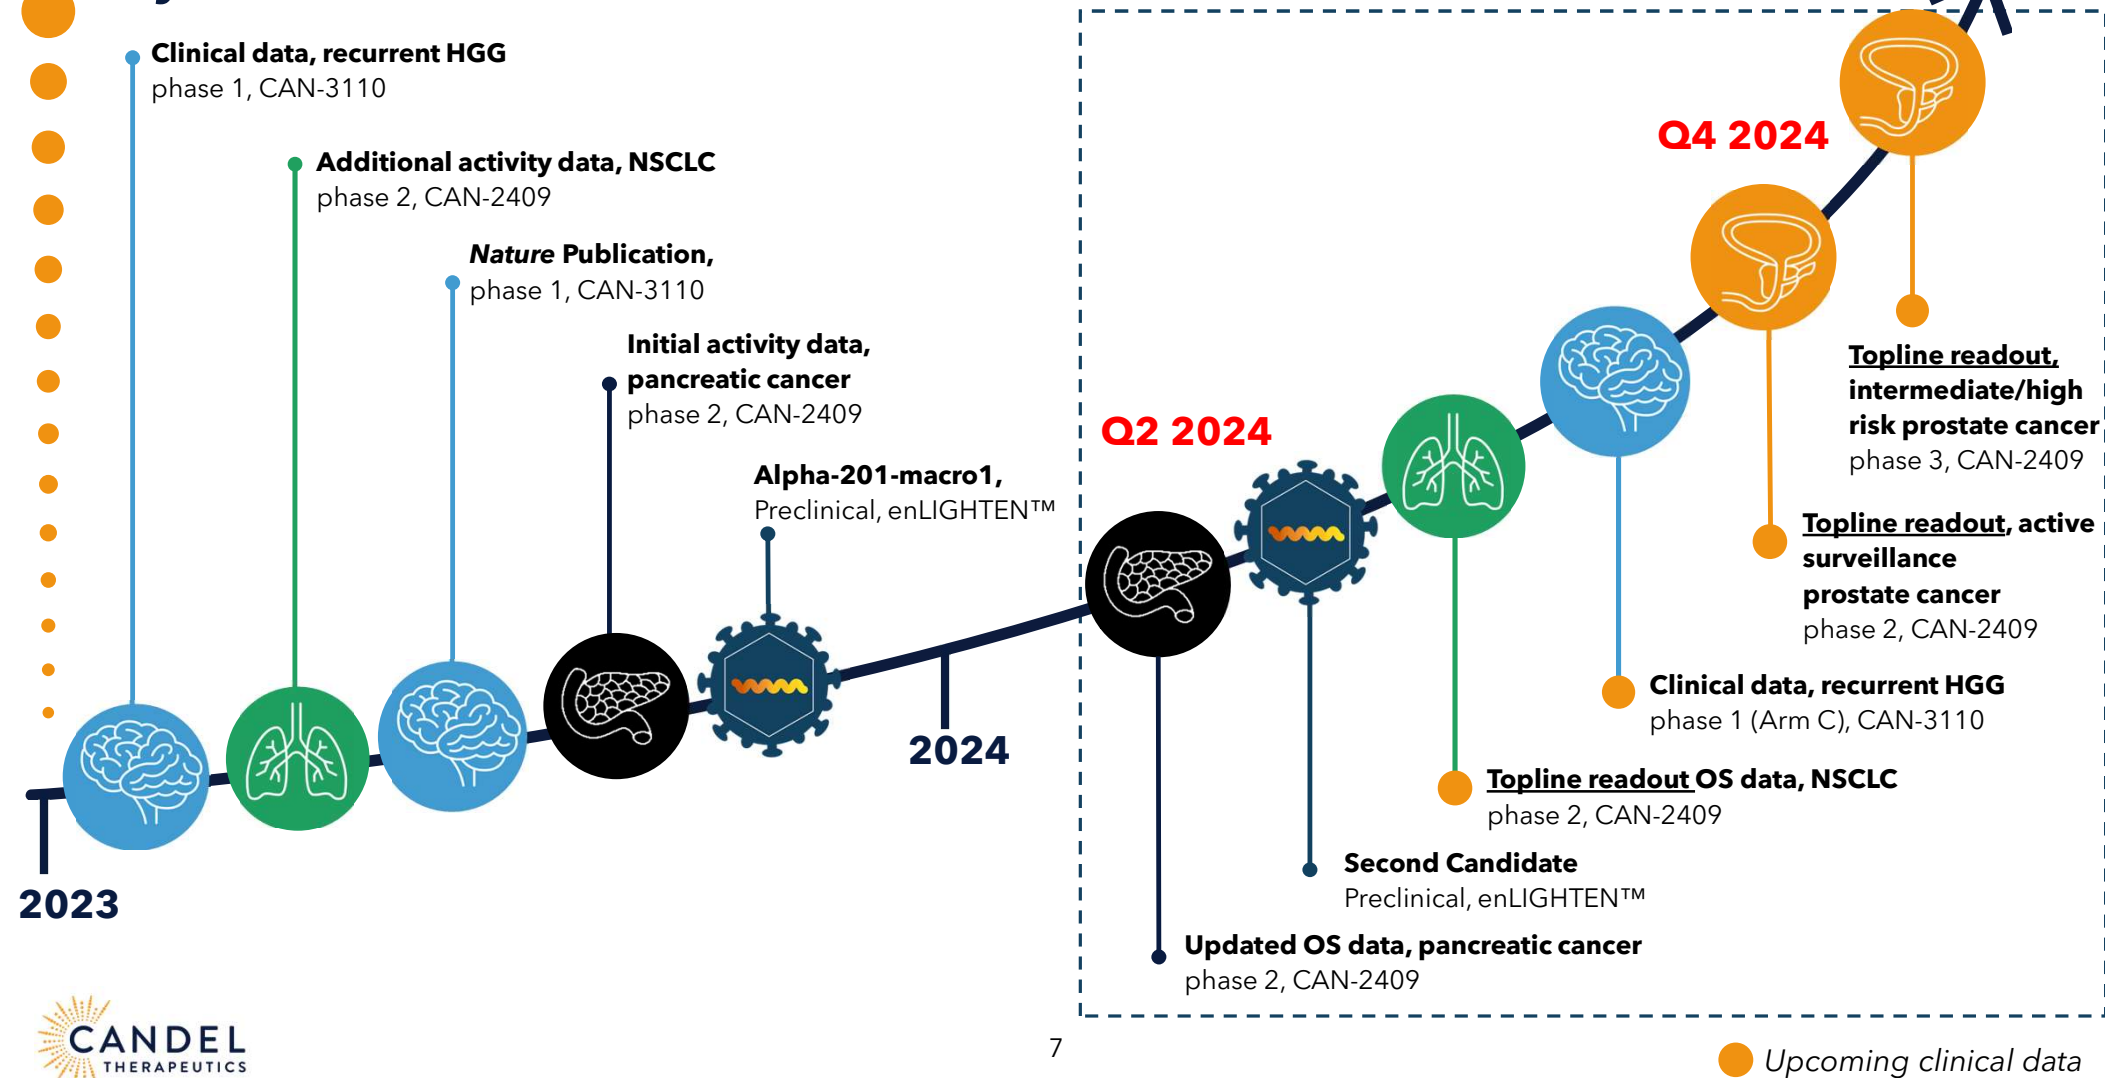 Clinical data, recurrent HGG
phase 1, CAN-3110
Additional activity data, NSCLC
phase 2, CAN-2409
Nature Publication,
phase 1, CAN-3110
Initial activity data,
pancreatic cancer
phase 2, CAN-2409
Alpha-201-macro1,
Preclinical, enLIGHTEN™
2023
2024
Q2 2024
Q4 2024
Topline readout,
intermediate/high
risk prostate cancer
phase 3, CAN-2409
Topline readout, active
surveillance
prostate cancer
phase 2, CAN-2409
Clinical data, recurrent HGG
phase 1 (Arm C), CAN-3110
Topline readout OS data, NSCLC
phase 2, CAN-2409
Second Candidate
Preclinical, enLIGHTEN™
Updated OS data, pancreatic cancer
phase 2, CAN-2409
CANDEL
THERAPEUTICS
7
Upcoming clinical data